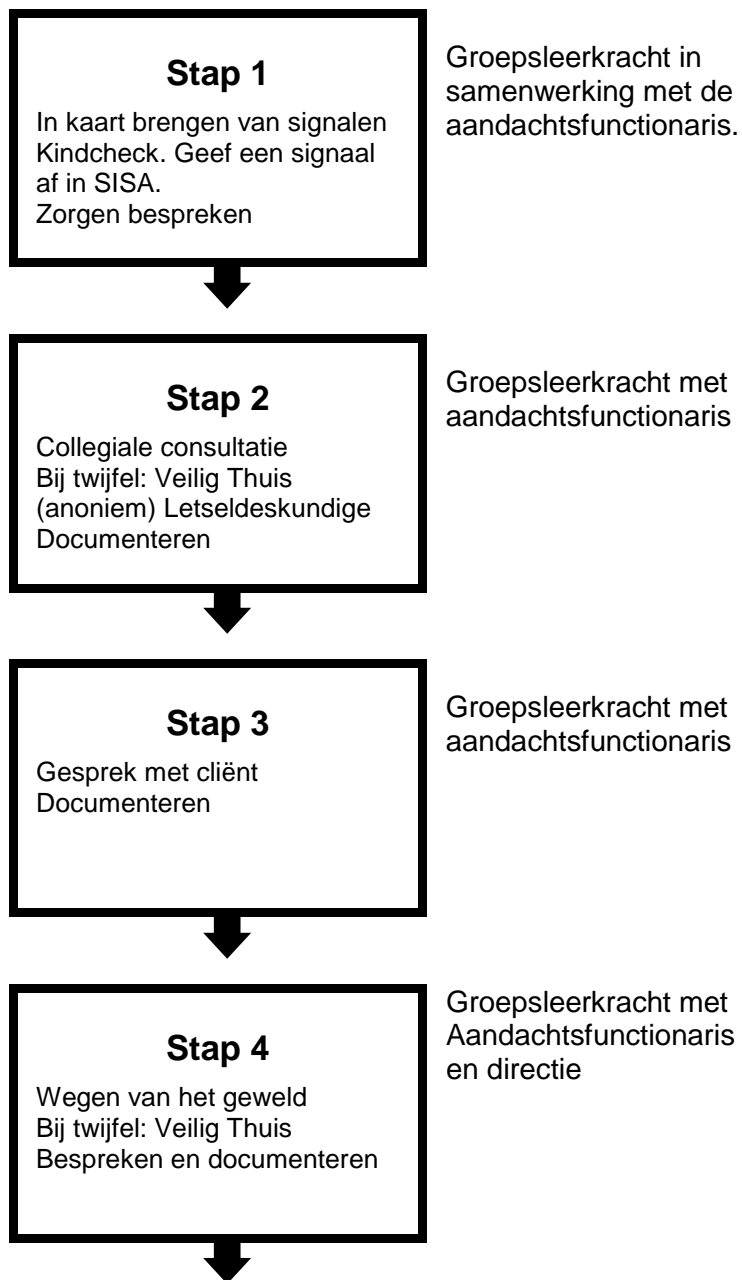 Stap 1
In kaart brengen van signalen
Kindcheck. Geef een signaal
af in SISA.
Zorgen bespreken
Groepsleerkracht in
samenwerking met de
aandachtsfunctionaris.
Stap 2
Collegiale consultatie
Bij twijfel: Veilig Thuis
(anoniem) Letseldeskundige
Documenteren
Groepsleerkracht met
aandachtsfunctionaris
Stap 3
Gesprek met cliënt
Documenteren
Groepsleerkracht met
aandachtsfunctionaris
Stap 4
Wegen van het geweld
Bij twijfel: Veilig Thuis
Bespreken en documenteren
Groepsleerkracht met
Aandachtsfunctionaris
en directie